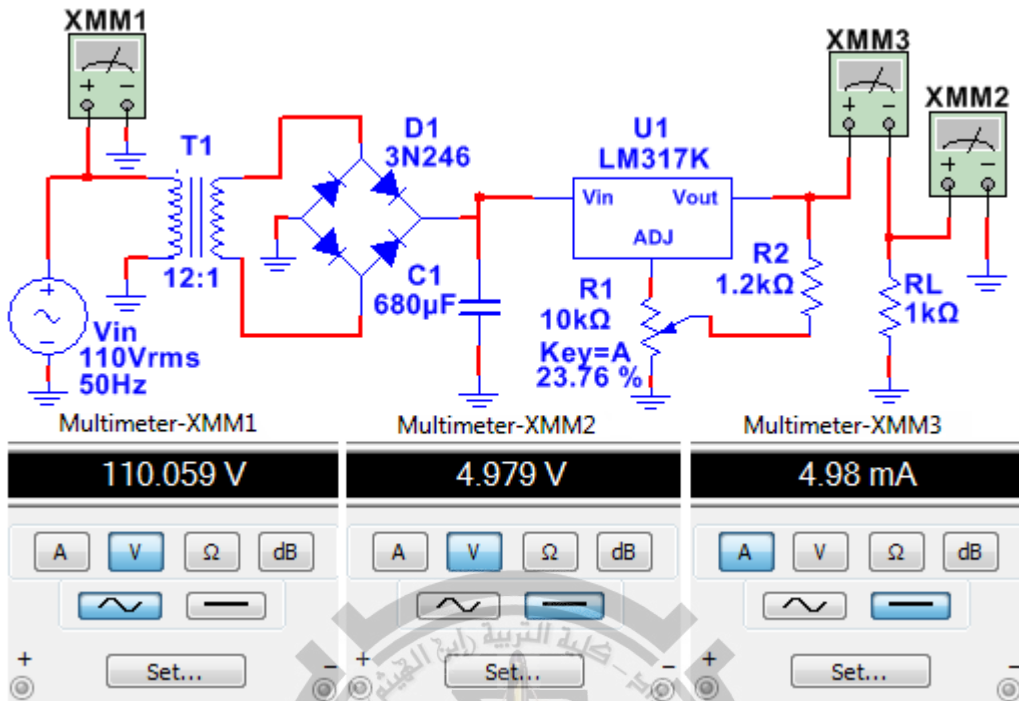 XMM1
XMM3
XMM2
T1
12:1
D1
3N246
C1
680µF
U1
LM317K
Vin Vout
ADJ
R1
10kΩ
Key=A
23.76 %
R2
1.2kΩ
RL
1kΩ
Vin
110Vrms
50Hz
+ −
+ −
+ −
+
−
Multimeter-XMM1
110.059 V
A V Ω dB
+ Set... −
Multimeter-XMM2
4.979 V
A V Ω dB
+ Set... −
Multimeter-XMM3
4.98 mA
A V Ω dB
+ Set... −
كلية التربية